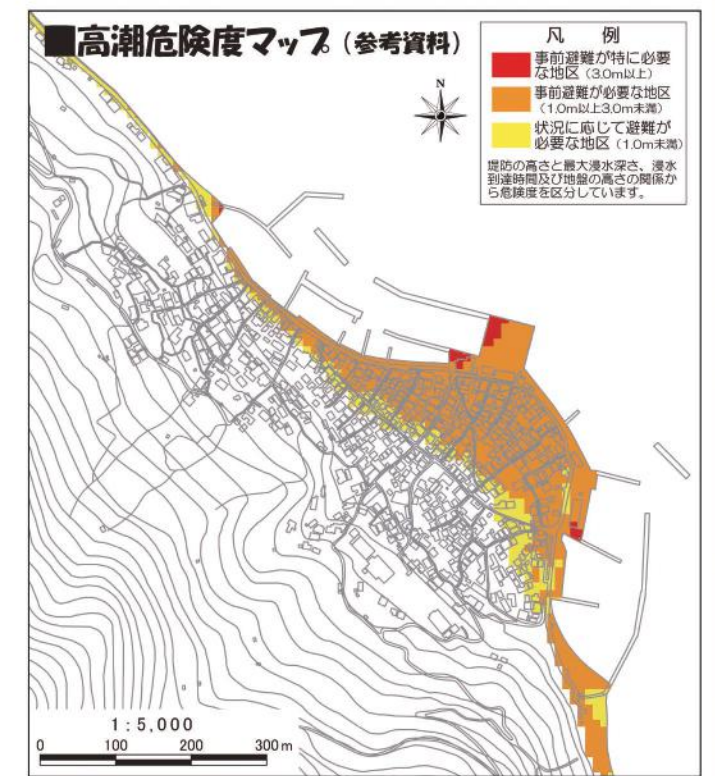 ■高潮危険度マップ(参考資料)
凡 例
事前避難が特に必要
な地区(3.0m以上)
事前避難が必要な地区
(1.0m以上3.0m未満)
状況に応じて避難が
必要な地区(1.0m未満)
堤防の高さと最大浸水深さ、浸水
到達時間及び地盤の高さの関係か
ら危険度を区分しています。
N
1:5,000
0 100 200 300m